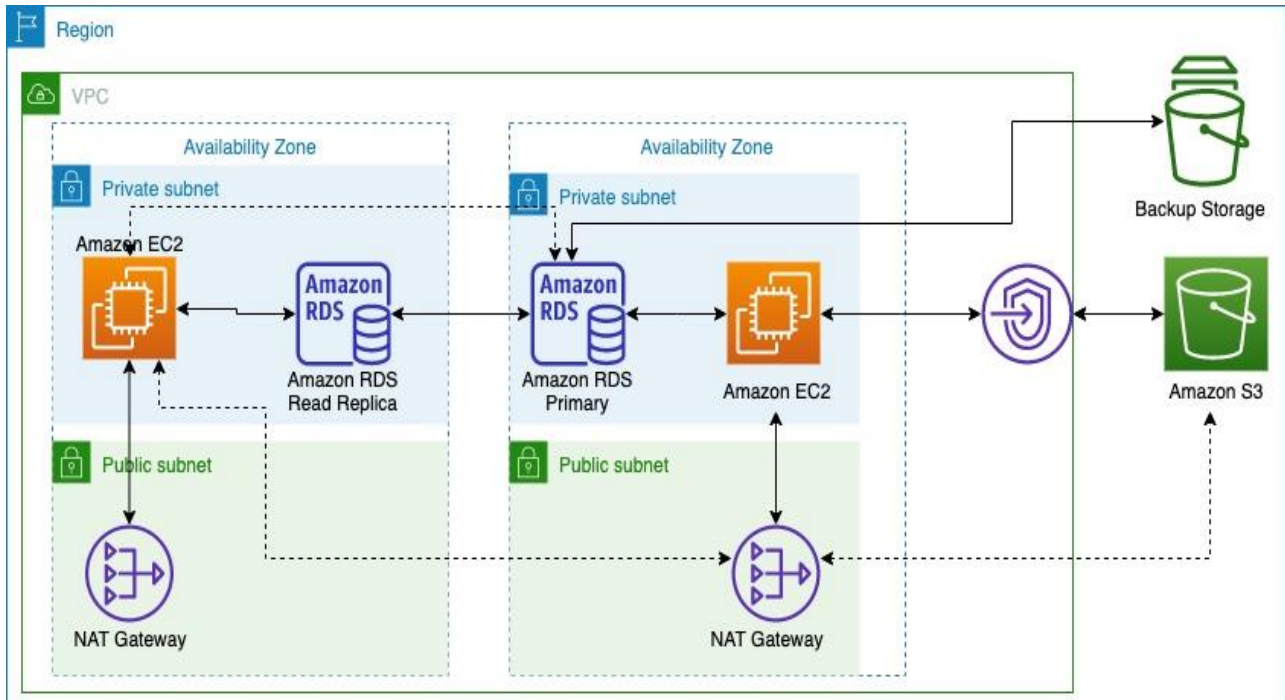 Region
VPC
Availability Zone
Availability Zone
Private subnet
Private subnet
Backup Storage
Amazon EC2
Amazon
RDS
Amazon
RDS
Amazon RDS
Read Replica
Amazon RDS
Primary
Amazon EC2
Amazon S3
Public subnet
Public subnet
NAT Gateway
NAT Gateway